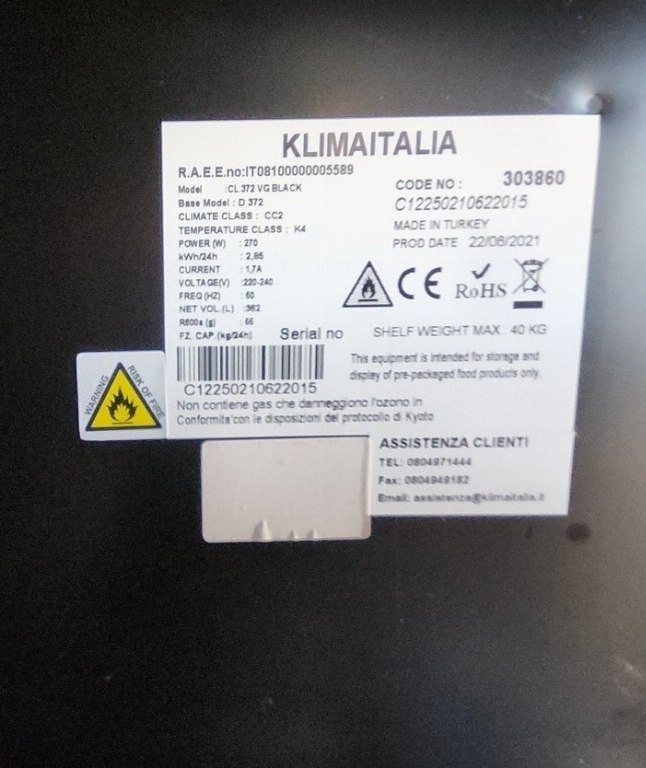 KLIMAITALIA
R.A.E.E.no:IT08100000005589
Model :CL 372 VG BLACK
Base Model : D 372
CLIMATE CLASS : CC2
TEMPERATURE CLASS : K4
POWER (W) : 270
kWh/24h : 2,85
CURRENT : 1,7A
VOLTAGE(V) :220-240
FREQ (HZ) : 50
NET VOL.(L) :362
R600a (g) : 66
FZ. CAP.(kg/24h)
CODE NO : 303860
C12250210622015
MADE IN TURKEY
PROD DATE 22/06/2021
CE
RoHS
SHELF WEIGHT MAX 40 KG
Serial no
C12250210622015
This equipment is intended for storage and
display of pre-packaged food products only.
Non contiene gas che danneggiono l'ozono in
Conformita'con le disposizioni del protocollo di Kyoto
WARNING
RISK OF FIRE
ASSISTENZA CLIENTI
TEL: 0804971444
Fax: 0804949182
Email: assistenza@klimaitalia.it